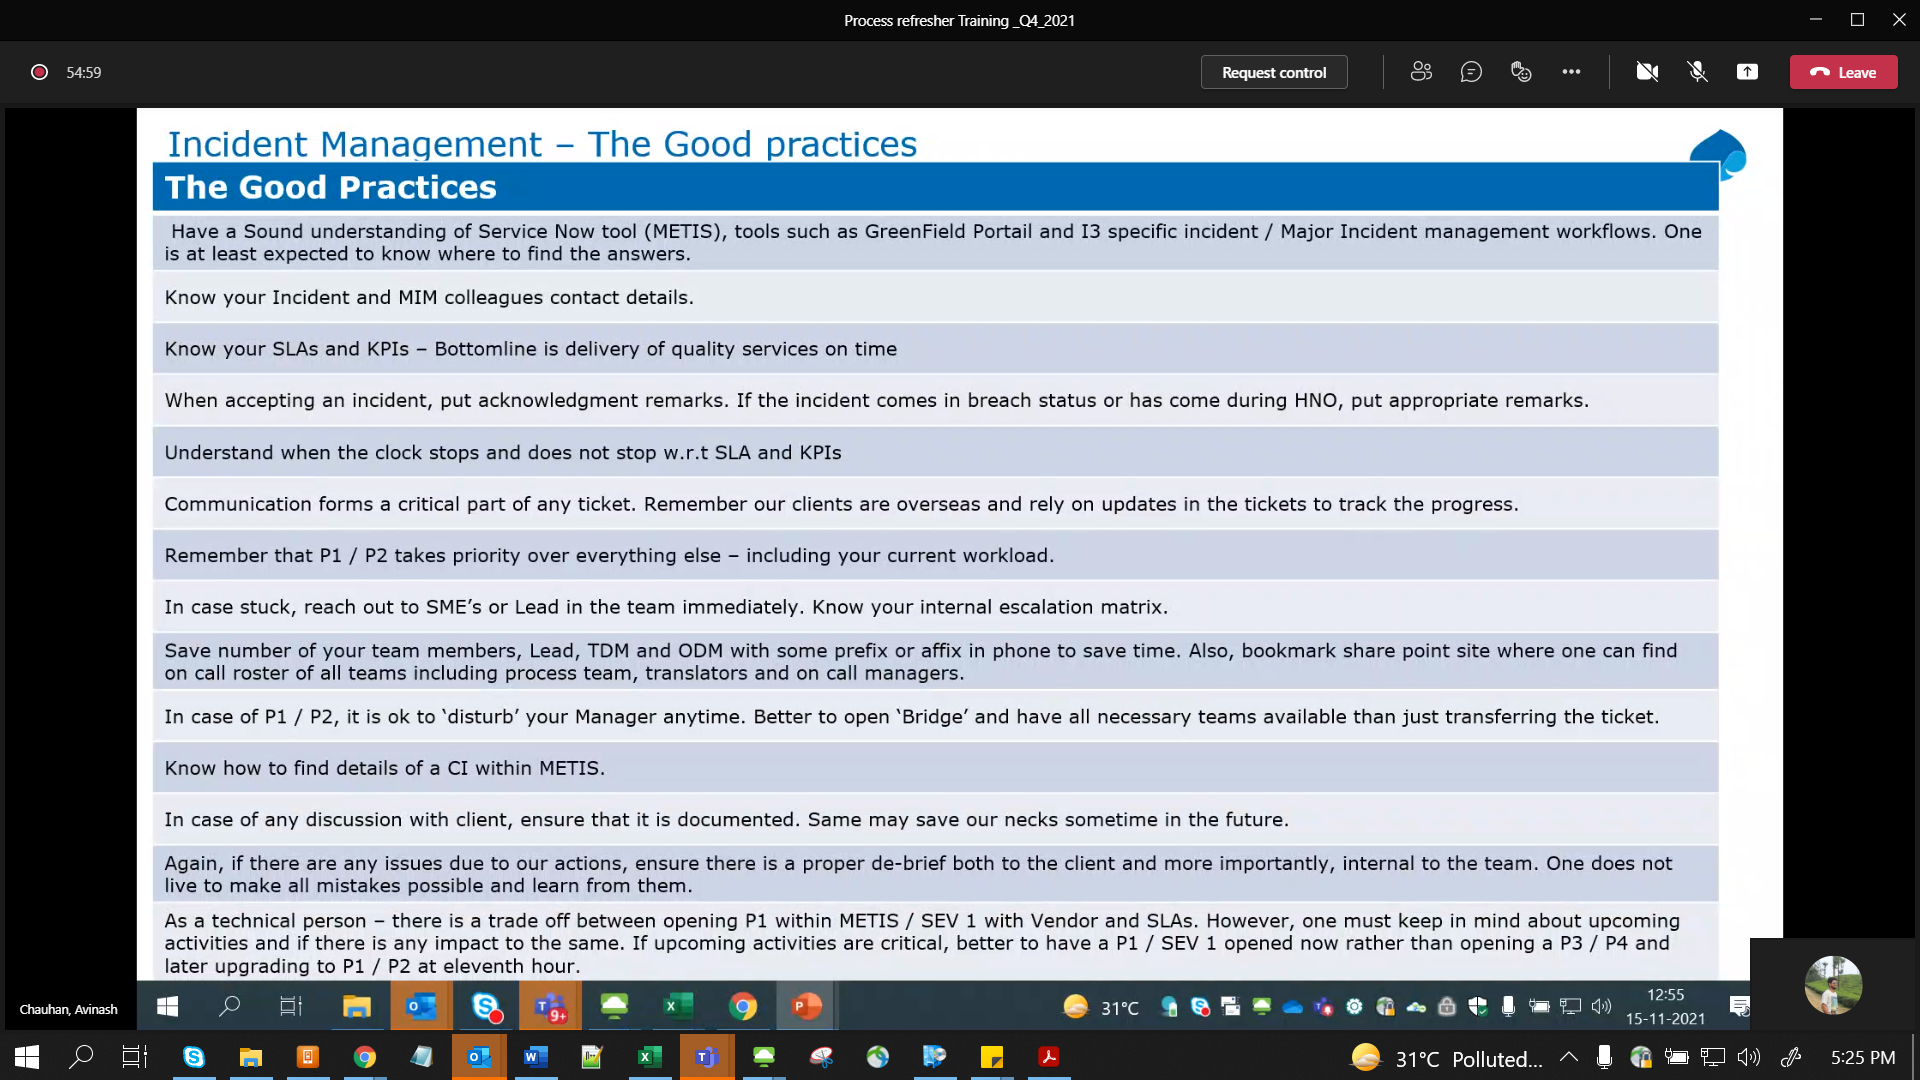 Process refresher Training _Q4_2021
54:59
Request control
Leave
Incident Management – The Good practices
The Good Practices
Have a Sound understanding of Service Now tool (METIS), tools such as GreenField Portail and I3 specific incident / Major Incident management workflows. One
is at least expected to know where to find the answers.
Know your Incident and MIM colleagues contact details.
Know your SLAs and KPIs – Bottomline is delivery of quality services on time
When accepting an incident, put acknowledgment remarks. If the incident comes in breach status or has come during HNO, put appropriate remarks.
Understand when the clock stops and does not stop w.r.t SLA and KPIs
Communication forms a critical part of any ticket. Remember our clients are overseas and rely on updates in the tickets to track the progress.
Remember that P1 / P2 takes priority over everything else – including your current workload.
In case stuck, reach out to SME’s or Lead in the team immediately. Know your internal escalation matrix.
Save number of your team members, Lead, TDM and ODM with some prefix or affix in phone to save time. Also, bookmark share point site where one can find
on call roster of all teams including process team, translators and on call managers.
In case of P1 / P2, it is ok to ‘disturb’ your Manager anytime. Better to open ‘Bridge’ and have all necessary teams available than just transferring the ticket.
Know how to find details of a CI within METIS.
In case of any discussion with client, ensure that it is documented. Same may save our necks sometime in the future.
Again, if there are any issues due to our actions, ensure there is a proper de-brief both to the client and more importantly, internal to the team. One does not
live to make all mistakes possible and learn from them.
As a technical person – there is a trade off between opening P1 within METIS / SEV 1 with Vendor and SLAs. However, one must keep in mind about upcoming
activities and if there is any impact to the same. If upcoming activities are critical, better to have a P1 / SEV 1 opened now rather than opening a P3 / P4 and
later upgrading to P1 / P2 at eleventh hour.
Chauhan, Avinash
9+
31°C
12:55
15-11-2021
31°C Polluted...
5:25 PM